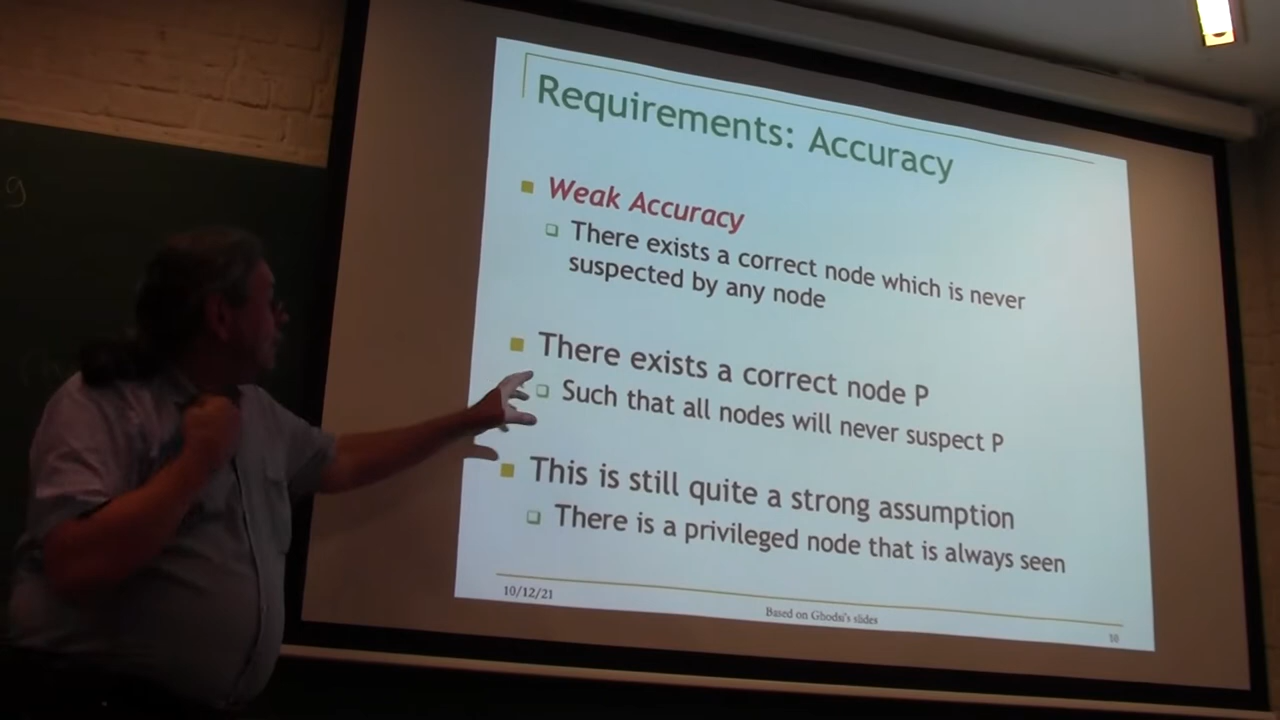 Requirements: Accuracy
Weak Accuracy
There exists a correct node which is never
suspected by any node
There exists a correct node P
Such that all nodes will never suspect P
This is still quite a strong assumption
There is a privileged node that is always seen
10/12/21
Based on Ghodsi's slides
10